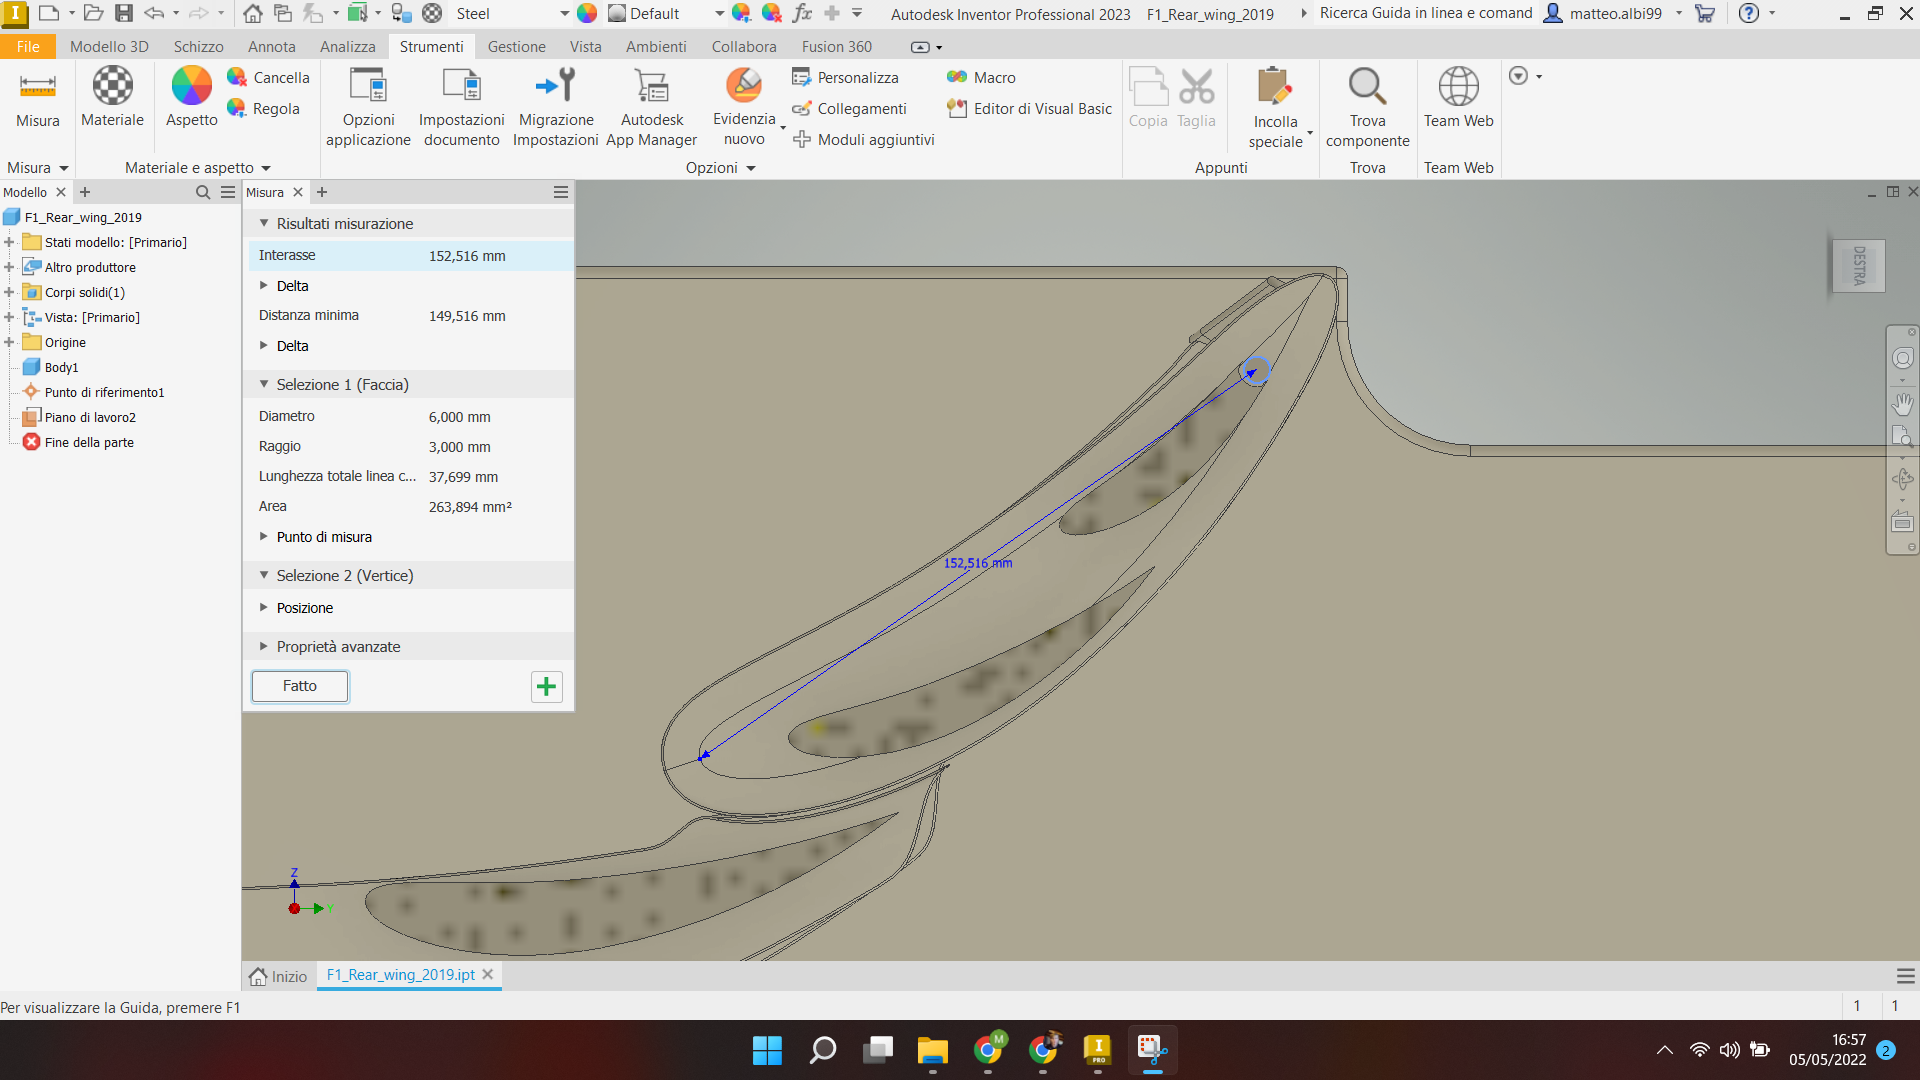 I PRO Steel Default Autodesk Inventor Professional 2023 F1_Rear_wing_2019 Ricerca Guida in linea e comand matteo.albi99
File Modello 3D Schizzo Annota Analizza Strumenti Gestione Vista Ambienti Collabora Fusion 360
Misura
Materiale
Aspetto
Cancella
Regola
Opzioni
applicazione
Impostazioni
documento
Migrazione
Impostazioni
Autodesk
App Manager
Evidenzia
nuovo
Personalizza
Collegamenti
Moduli aggiuntivi
Macro
Editor di Visual Basic
Copia Taglia
Incolla
speciale
Trova
componente
Team Web
Misura Materiale e aspetto Opzioni Appunti Trova Team Web
Modello
F1_Rear_wing_2019
Stati modello: [Primario]
Altro produttore
Corpi solidi(1)
Vista: [Primario]
Origine
Body1
Punto di riferimento1
Piano di lavoro2
Fine della parte
Misura
Risultati misurazione
Interasse 152,516 mm
Delta
Distanza minima 149,516 mm
Delta
Selezione 1 (Faccia)
Diametro 6,000 mm
Raggio 3,000 mm
Lunghezza totale linea c... 37,699 mm
Area 263,894 mm²
Punto di misura
Selezione 2 (Vertice)
Posizione
Proprietà avanzate
Fatto
DESTRA
152,516 mm
Z
Y
Inizio F1_Rear_wing_2019.ipt
Per visualizzare la Guida, premere F1 1 1
M
I
PRO
16:57
05/05/2022
2